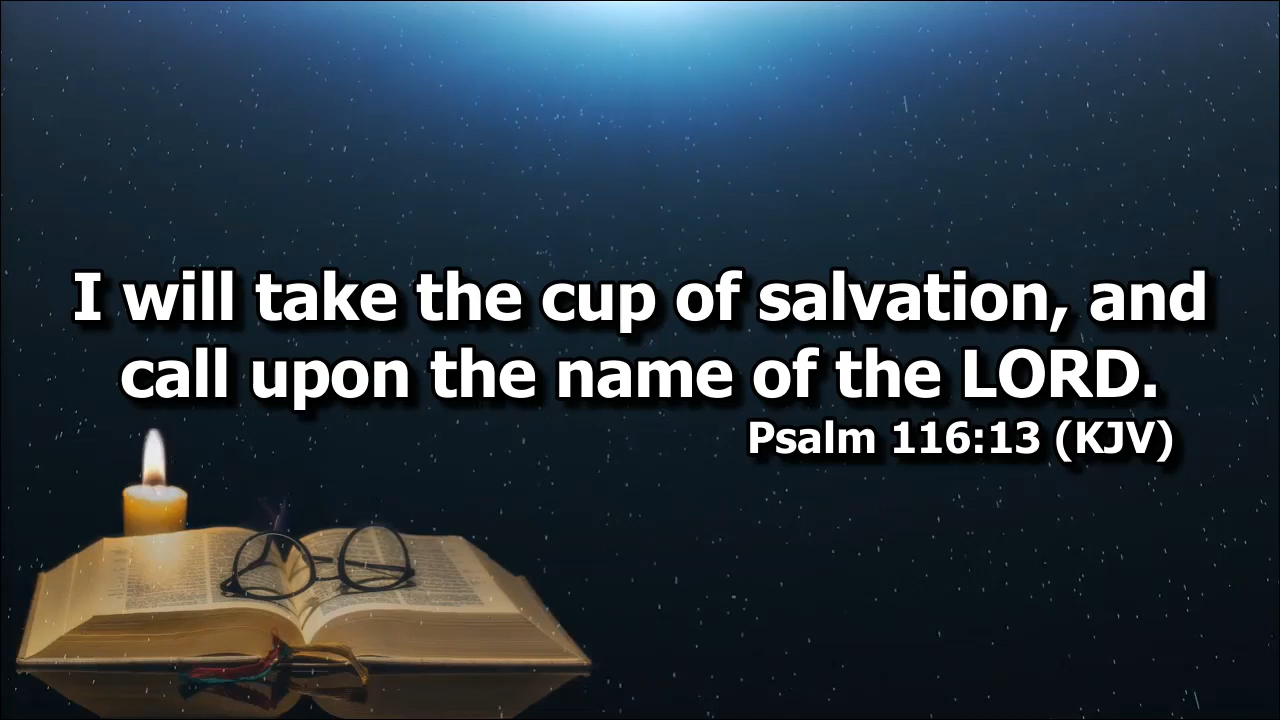 I will take the cup of salvation, and
call upon the name of the LORD.
Psalm 116:13 (KJV)